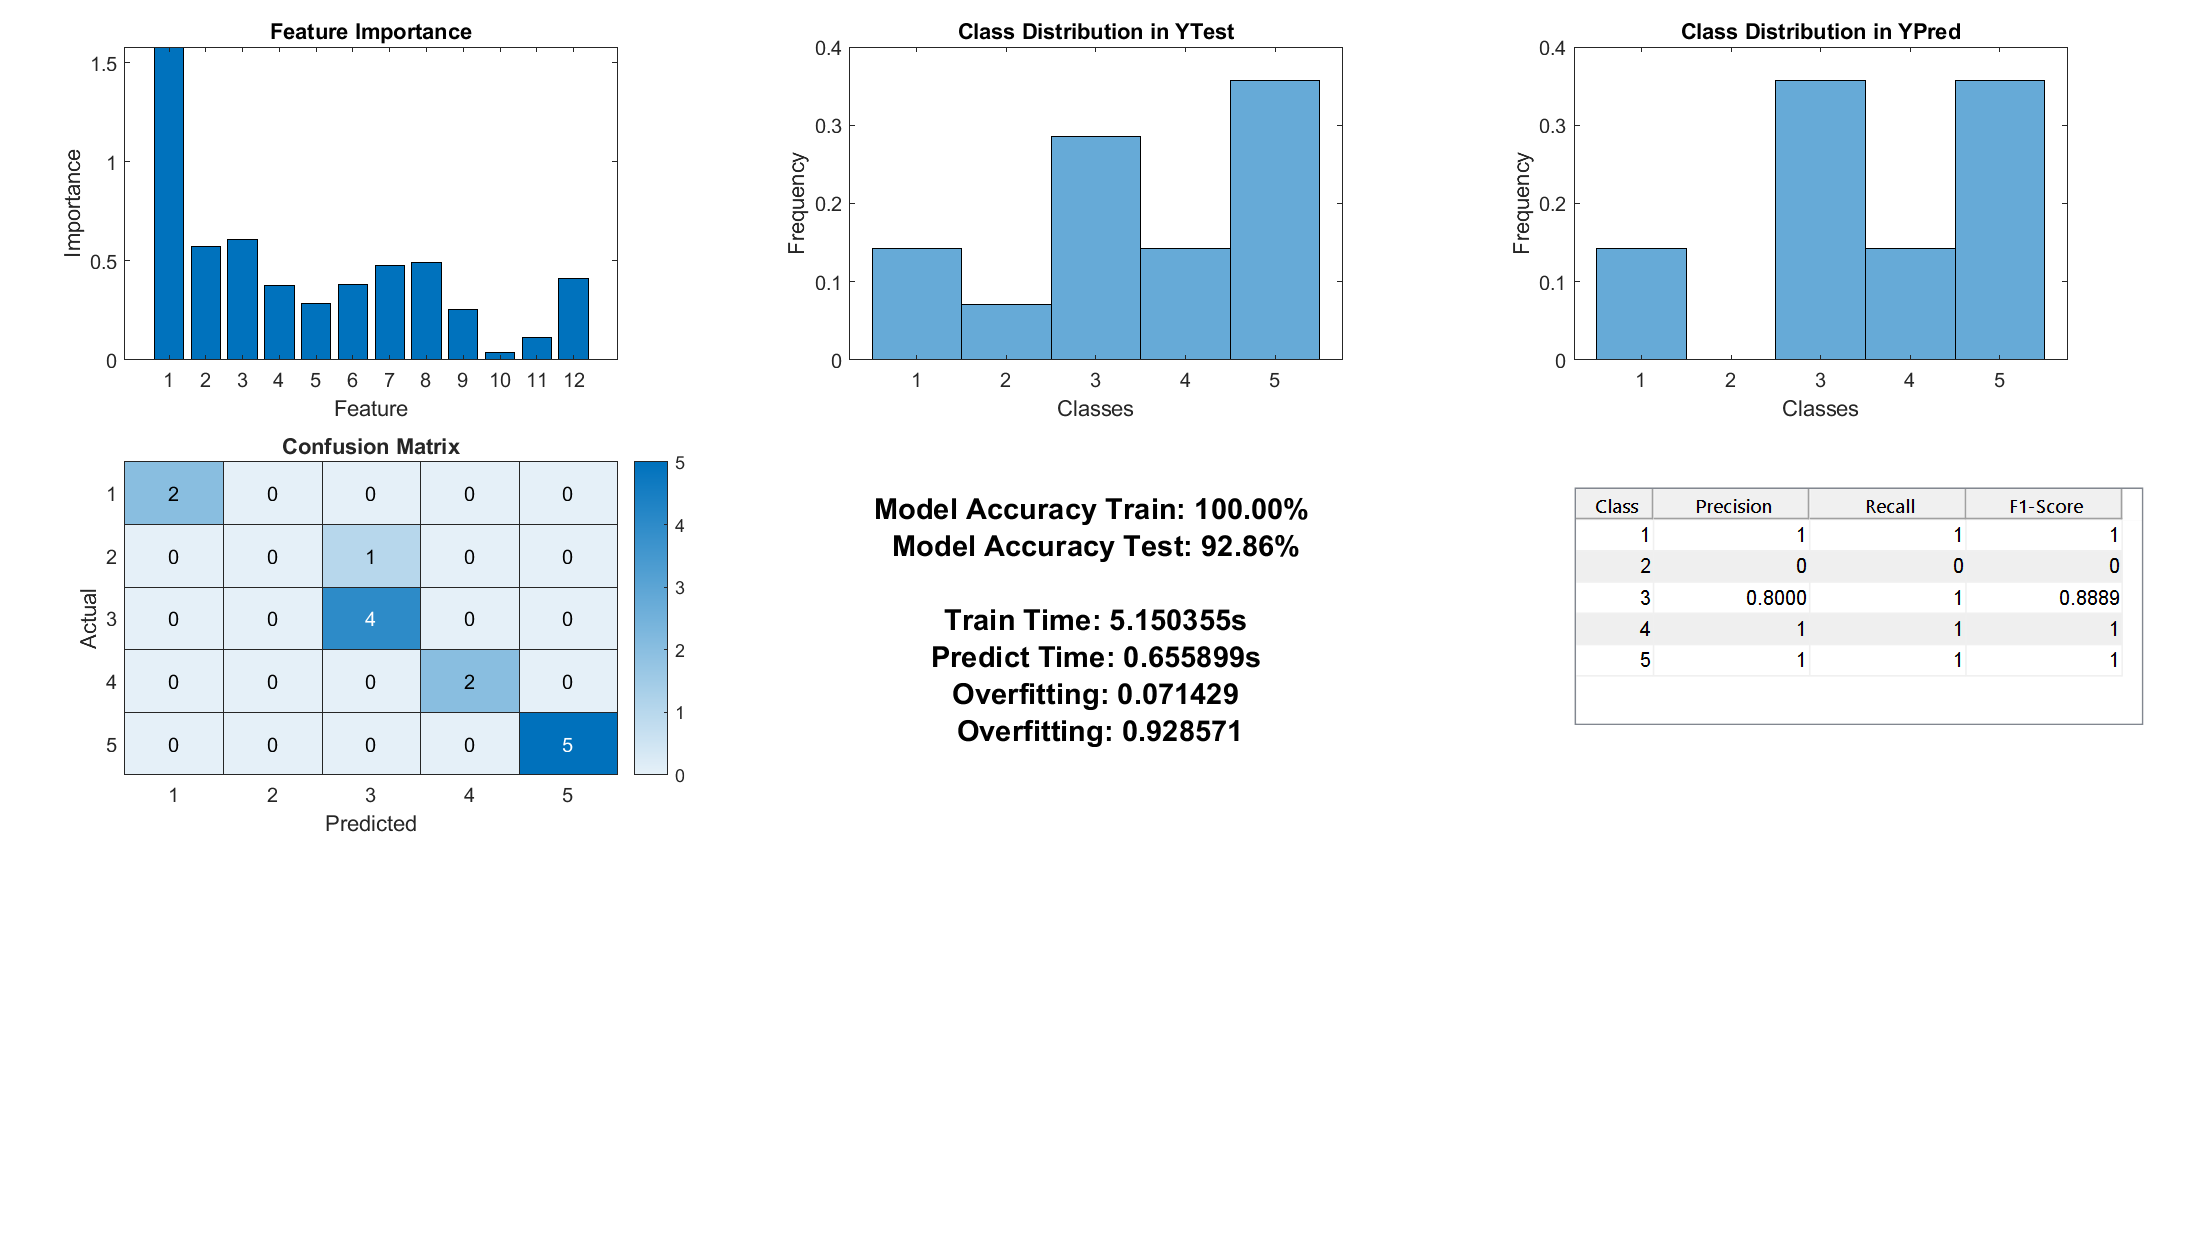 Feature Importance
1.5
1
0.5
0
Importance
1 2 3 4 5 6 7 8 9 10 11 12
Feature
Class Distribution in YTest
0.4
0.3
0.2
0.1
0
Frequency
1 2 3 4 5
Classes
Class Distribution in YPred
0.4
0.3
0.2
0.1
0
Frequency
1 2 3 4 5
Classes
Confusion Matrix
Actual
1 2 0 0 0 0
2 0 0 1 0 0
3 0 0 4 0 0
4 0 0 0 2 0
5 0 0 0 0 5
1 2 3 4 5
Predicted
5
4
3
2
1
0
Model Accuracy Train: 100.00%
Model Accuracy Test: 92.86%
Train Time: 5.150355s
Predict Time: 0.655899s
Overfitting: 0.071429
Overfitting: 0.928571
Class Precision Recall F1-Score
1 1 1 1
2 0 0 0
3 0.8000 1 0.8889
4 1 1 1
5 1 1 1